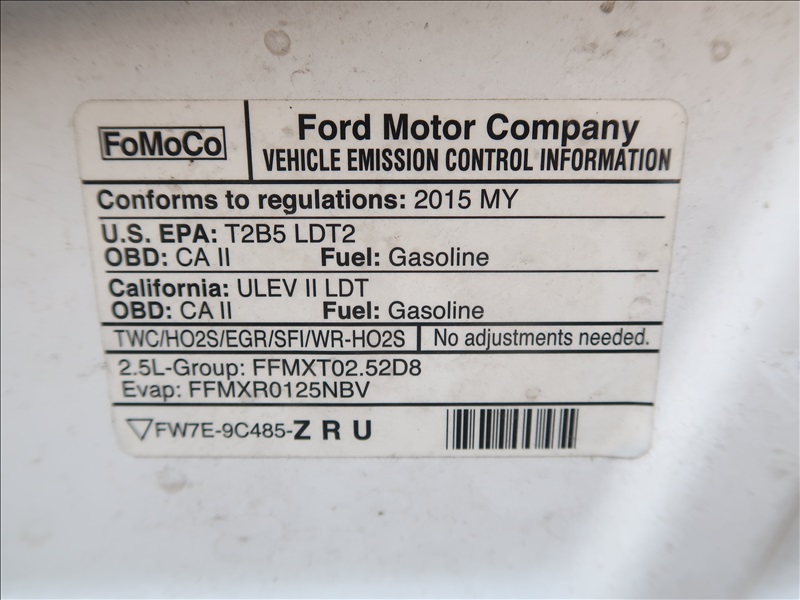 FoMoCo
Ford Motor Company
VEHICLE EMISSION CONTROL INFORMATION
Conforms to regulations: 2015 MY
U.S. EPA: T2B5 LDT2
OBD: CA II Fuel: Gasoline
California: ULEV II LDT
OBD: CA II Fuel: Gasoline
TWC/HO2S/EGR/SFI/WR-HO2S No adjustments needed.
2.5L-Group: FFMXT02.52D8
Evap: FFMXR0125NBV
FW7E-9C485-Z R U